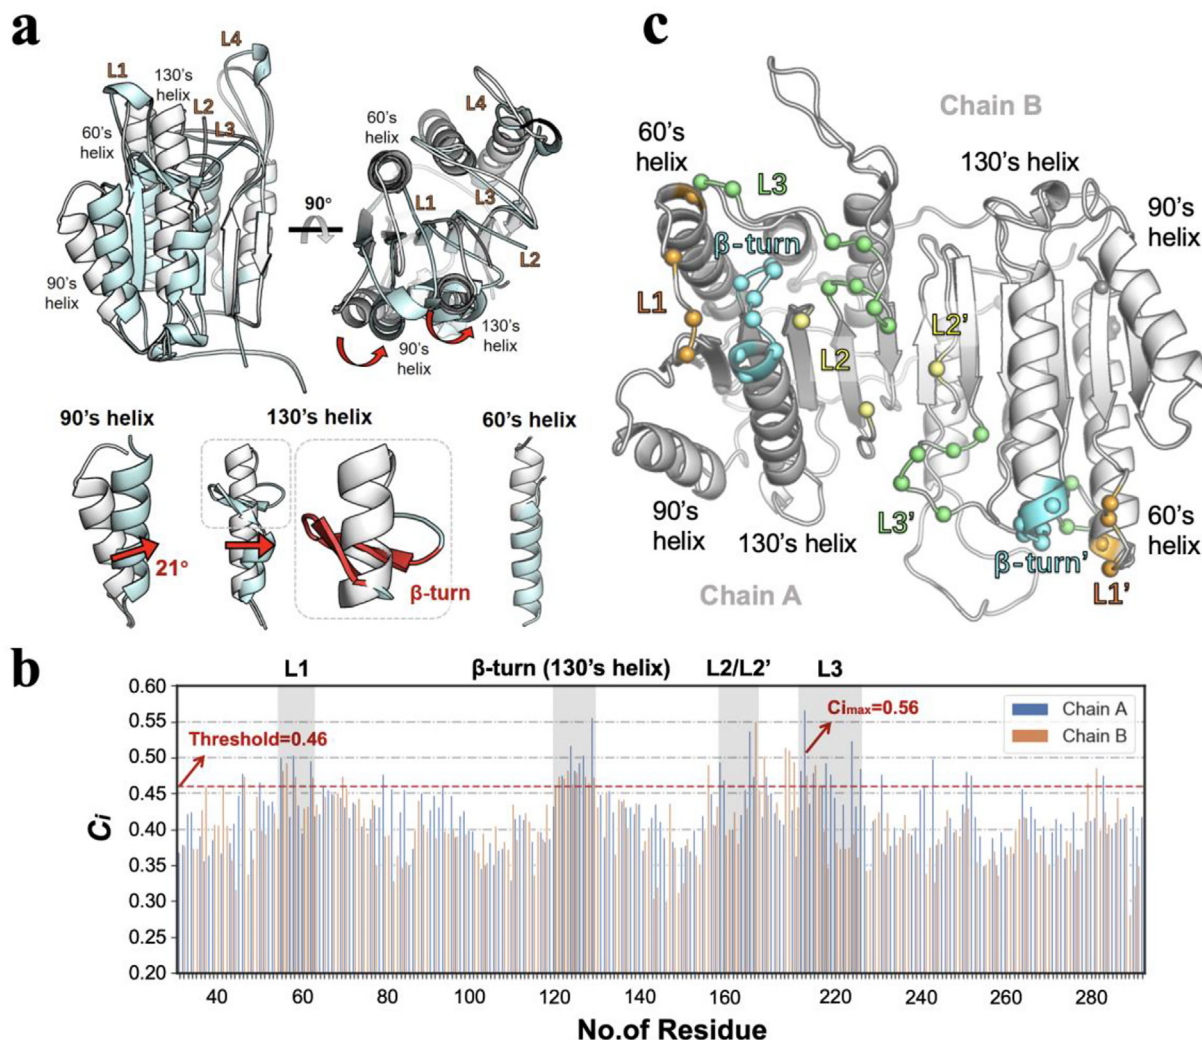 a
L4
L1
130's
helix
L2
L3
60's
helix
90's
helix
90°
60's
helix
L4
L1
L3
L2
130's
helix
90's
helix
90's helix
130's helix
60's helix
21°
β-turn
c
Chain B
60's
helix
L3
130's helix
90's
helix
β-turn
L1
L2
L2’
90's
helix
130's helix
L3’
60's
helix
β-turn’
L1’
Chain A
b
L1
β-turn (130's helix)
L2/L2'
L3
0.60
0.55
0.50
0.45
0.40
0.35
0.30
0.25
0.20
Ci
Threshold=0.46
Cimax=0.56
Chain A
Chain B
40 60 80 100 120 140 160 220 240 260 280
No.of Residue